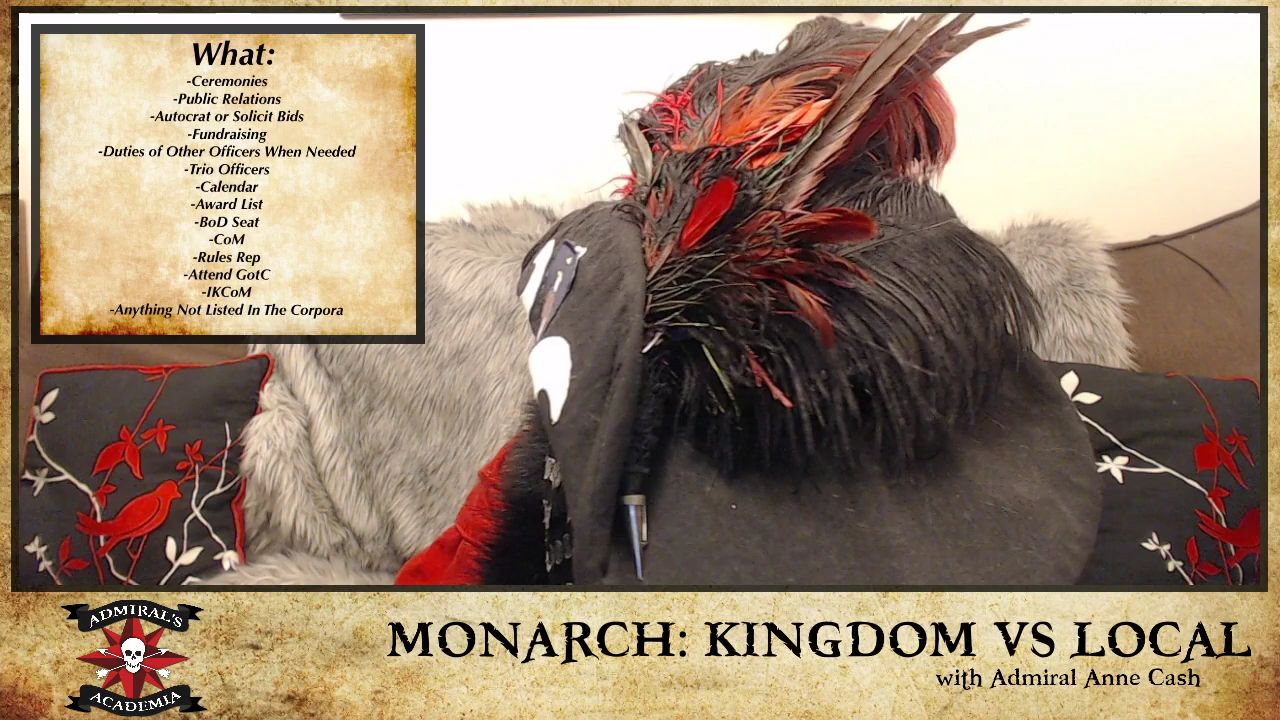 What:
-Ceremonies
-Public Relations
-Autocrat or Solicit Bids
-Fundraising
-Duties of Other Officers When Needed
-Trio Officers
-Calendar
-Award List
-BoD Seat
-CoM
-Rules Rep
-Attend GotC
-IKCoM
-Anything Not Listed In The Corpora
ADMIRAL'S
ACADEMIA
MONARCH: KINGDOM VS LOCAL
with Admiral Anne Cash